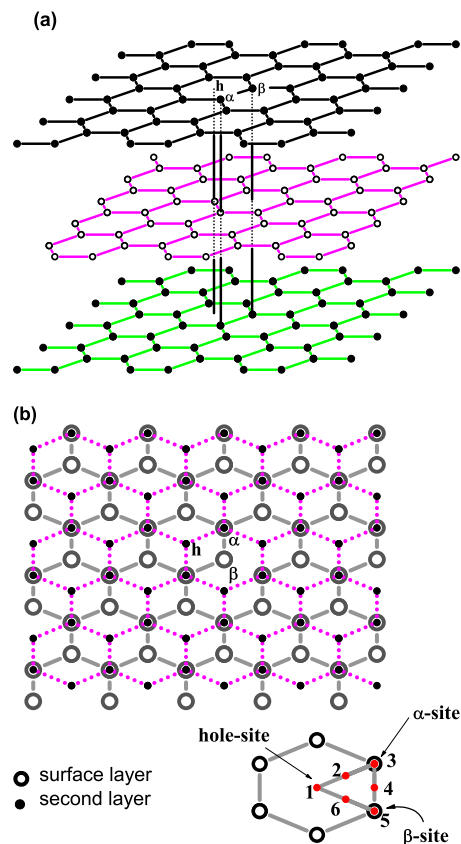 (a)
h
β
α
(b)
α
h
β
α-site
hole-site
3
2
surface layer
1
4
second layer
6
5
β-site